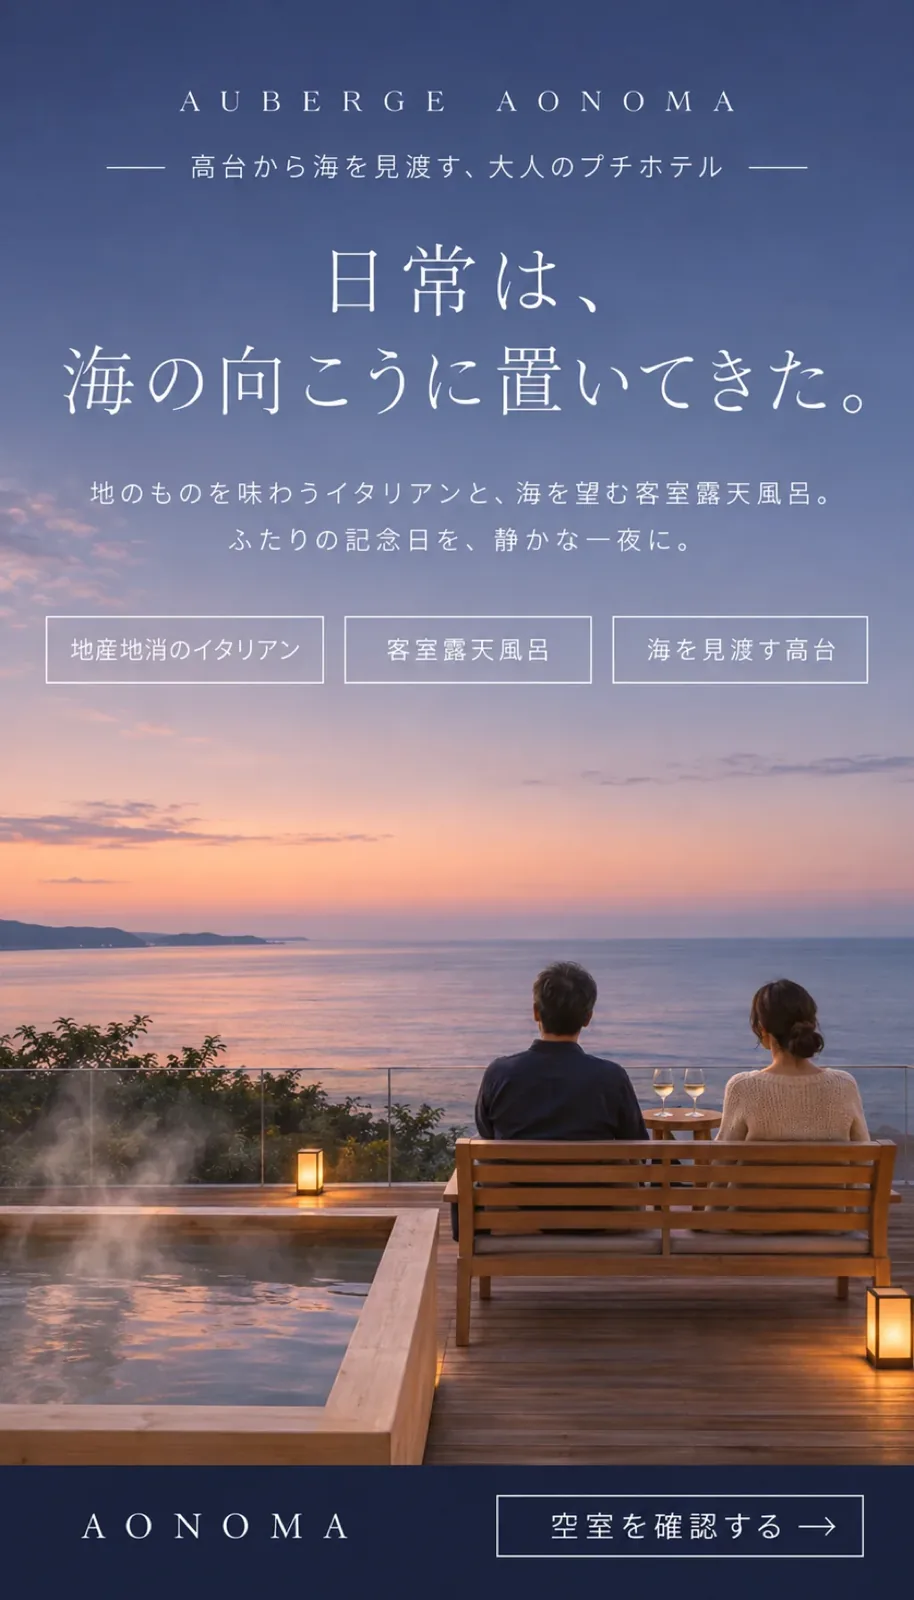 AUBERGE AONOMA
高台から海を見渡す、大人のプチホテル
日常は、
海の向こうに置いてきた。
地のものを味わうイタリアンと、海を望む客室露天風呂。
ふたりの記念日を、静かな一夜に。
地産地消のイタリアン
客室露天風呂
海を見渡す高台
AONOMA
空室を確認する→